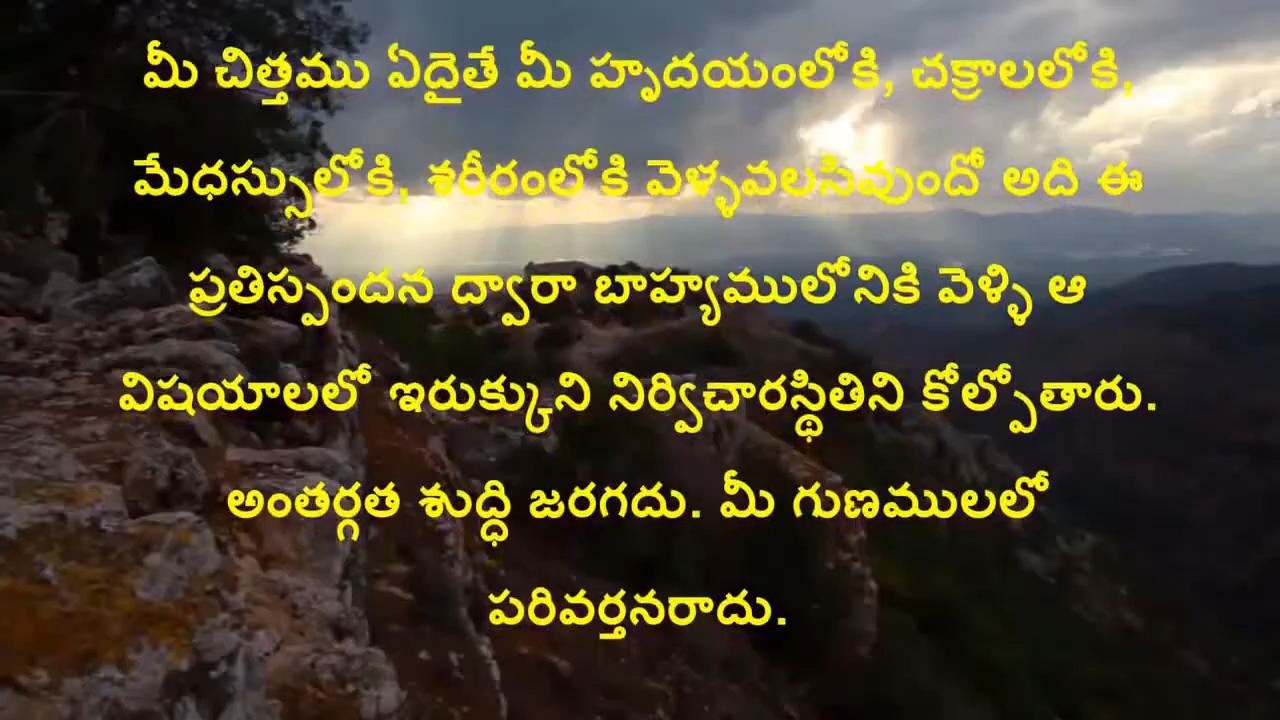 మీ చిత్తము ఏదైతే మీ హృదయంలోకి, చక్రాలలోకి,
మేధస్సులోకి, శరీరంలోకి వెళ్ళవలసివుందో అది ఈ
ప్రతిస్పందన ద్వారా బాహ్యములోనికి వెళ్ళి ఆ
విషయాలలో ఇరుక్కుని నిర్విచారస్థితిని కోల్పోతారు.
అంతర్గత శుద్ధి జరగదు. మీ గుణములలో
పరివర్తనరాదు.